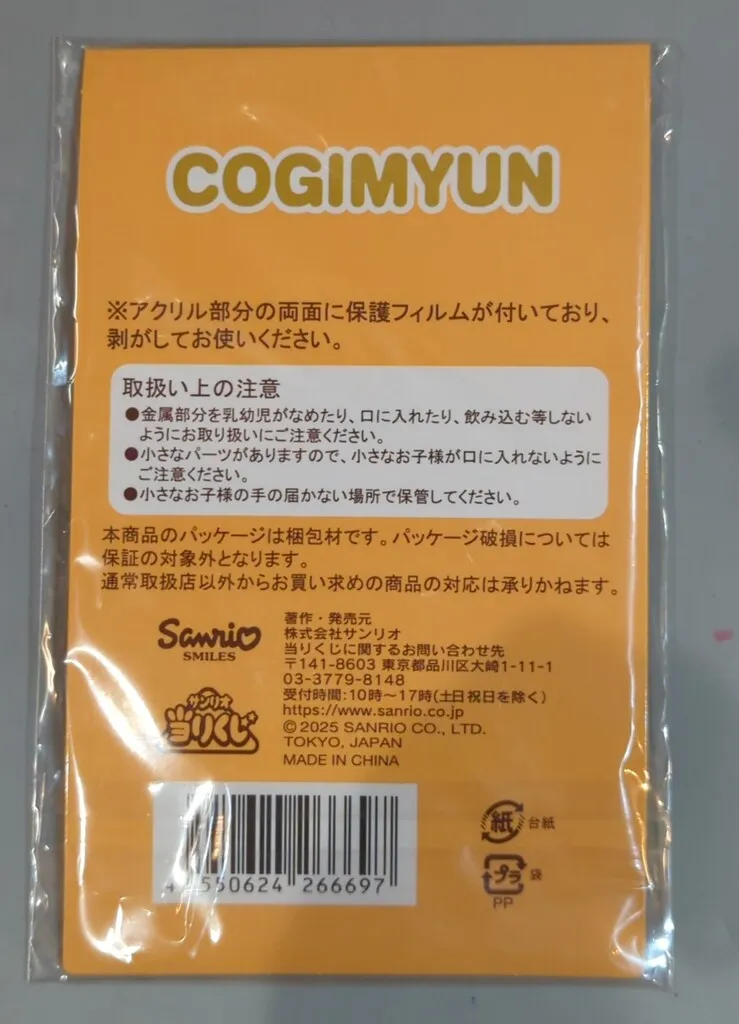 COGIMYUN
※アクリル部分の両面に保護フィルムが付いており、
剥がしてお使いください。
取扱い上の注意
●金属部分を乳幼児がなめたり、口に入れたり、飲み込む等しない
ようにお取り扱いにご注意ください。
●小さなパーツがありますので、小さなお子様が口に入れないように
ご注意ください。
●小さなお子様の手の届かない場所で保管してください。
本商品のパッケージは梱包材です。パッケージ破損については
保証の対象外となります。
通常取扱店以外からお買い求めの商品の対応は承りかねます。
Sanrio
SMILES
サンリオ
当りくじ
著作・発売元
株式会社サンリオ
当りくじに関するお問い合わせ先
〒141-8603 東京都品川区大崎1-11-1
03-3779-8148
受付時間:10時〜17時(土日祝日を除く)
https://www.sanrio.co.jp
©2025 SANRIO CO., LTD.
TOKYO, JAPAN
MADE IN CHINA
4 550624 266697
紙 台紙
プラ 袋
PP